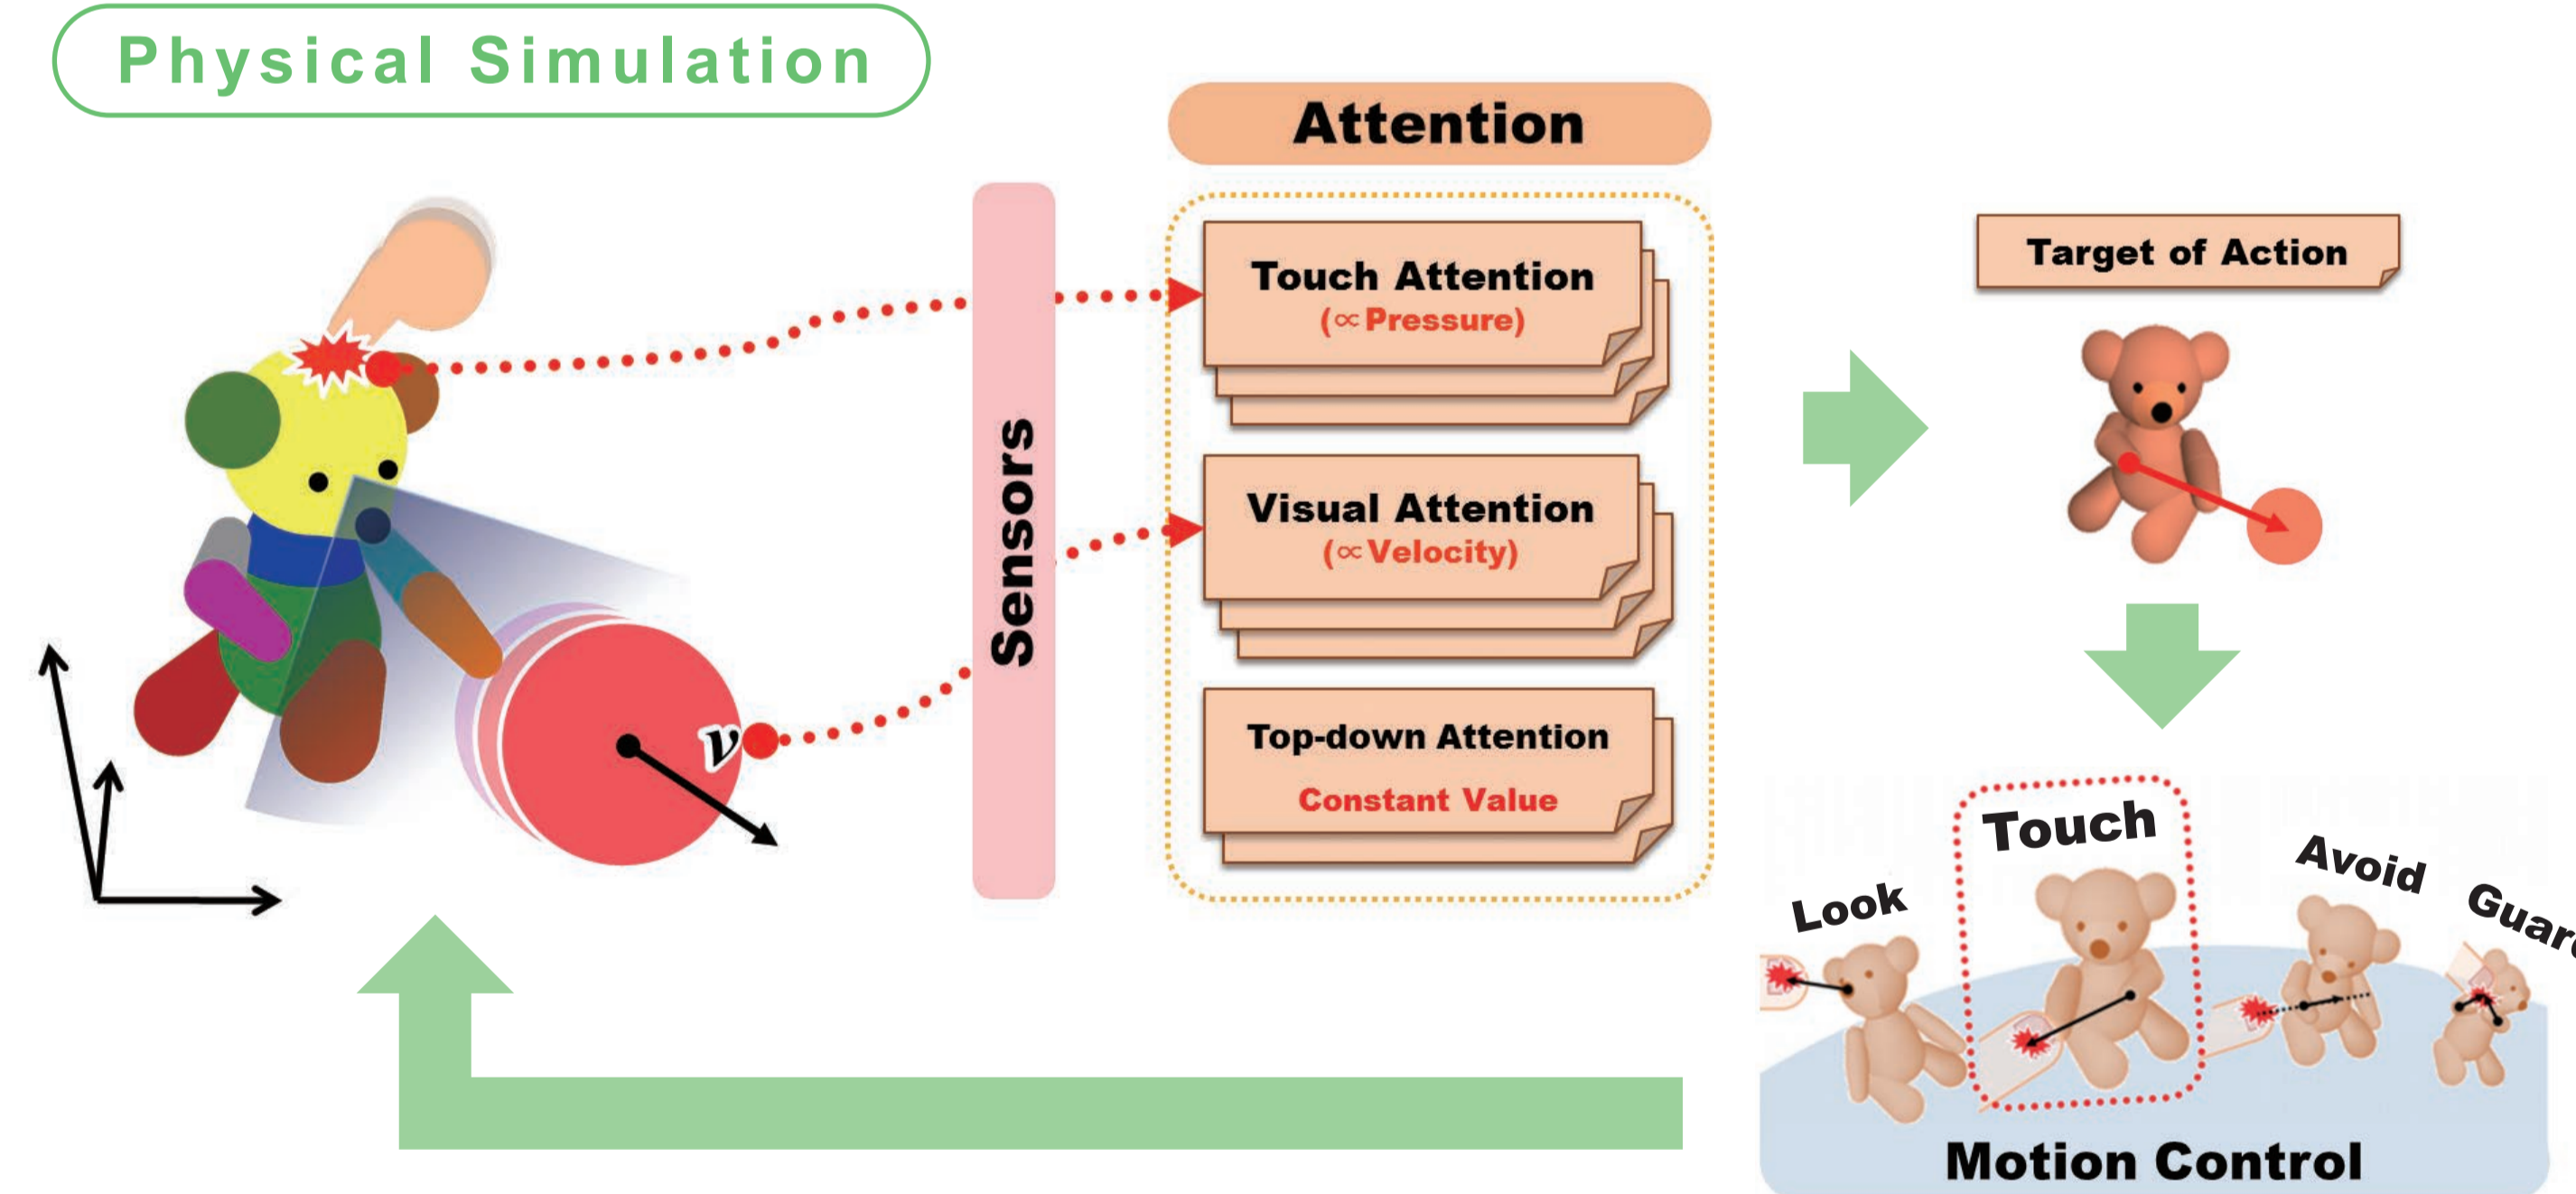 Physical Simulation
Attention
Sensors
Touch Attention
(∝Pressure)
Visual Attention
(∝Velocity)
Top-down Attention
Constant Value
v
Target of Action
Look
Touch
Avoid
Motion Control